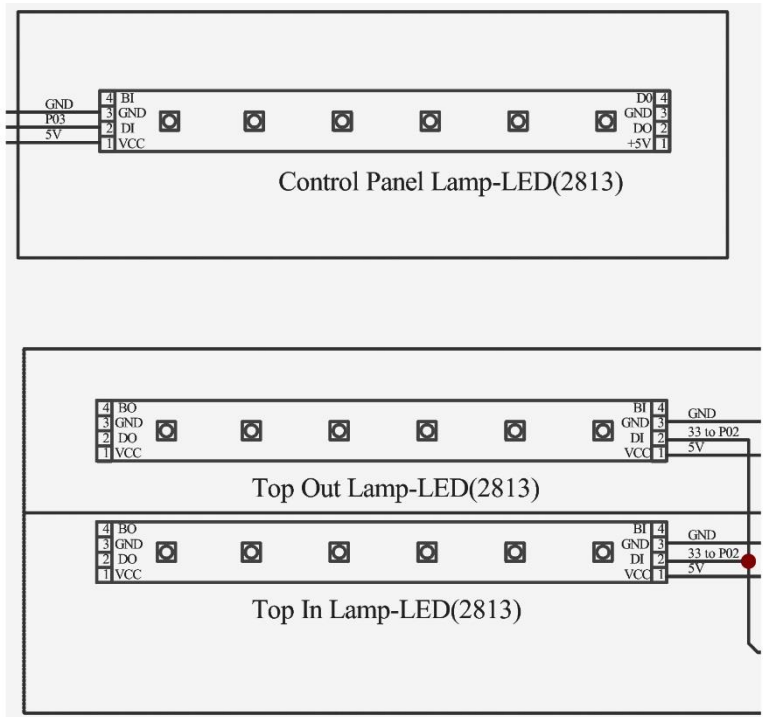 GND
P03
5V
4 BI
3 GND
2 DI
1 VCC
D0 4
GND 3
DO 2
+5V 1
Control Panel Lamp-LED(2813)
4 BO
3 GND
2 DO
1 VCC
BI 4
GND 3
DI 2
VCC 1
GND
33 to P02
5V
Top Out Lamp-LED(2813)
4 BO
3 GND
2 DO
1 VCC
BI 4
GND 3
DI 2
VCC 1
GND
33 to P02
5V
Top In Lamp-LED(2813)